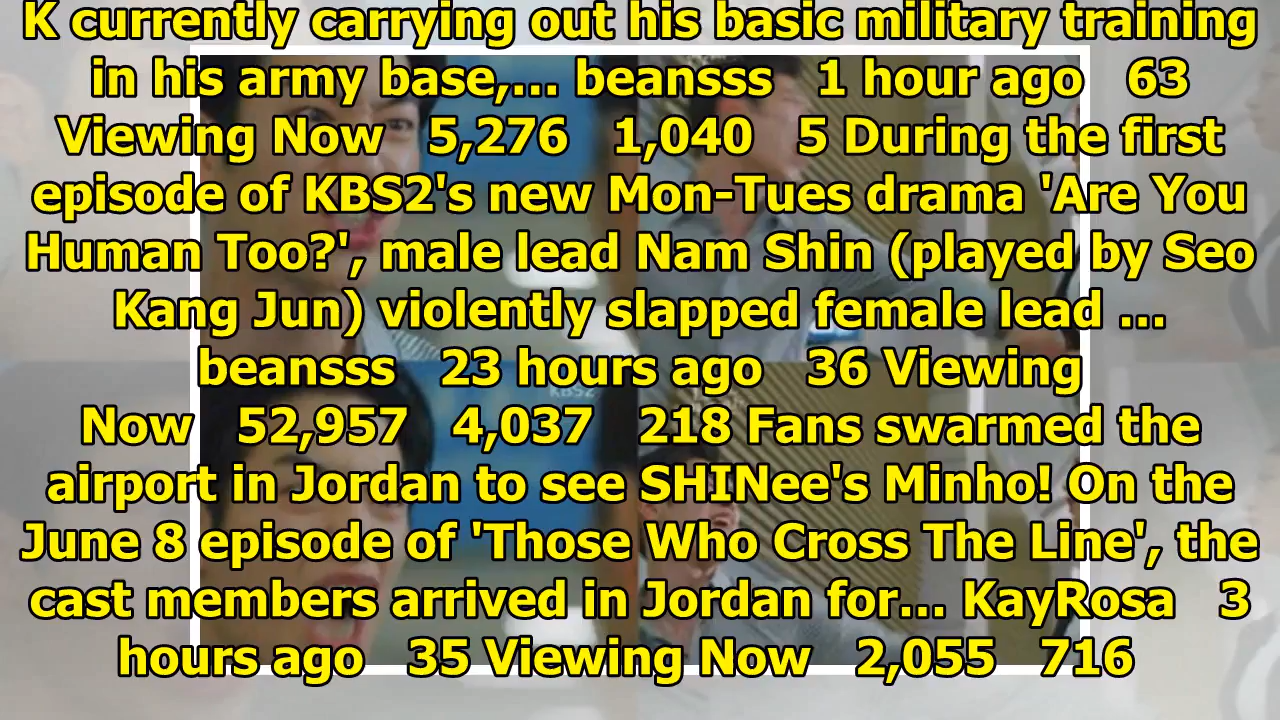 K currently carrying out his basic military training
in his army base,... beansss 1 hour ago 63
Viewing Now 5,276 1,040 5 During the first
episode of KBS2's new Mon-Tues drama 'Are You
Human Too?', male lead Nam Shin (played by Seo
Kang Jun) violently slapped female lead ...
beansss 23 hours ago 36 Viewing
Now 52,957 4,037 218 Fans swarmed the
airport in Jordan to see SHINee's Minho! On the
June 8 episode of 'Those Who Cross The Line', the
cast members arrived in Jordan for... KayRosa 3
hours ago 35 Viewing Now 2,055 716
KBS2